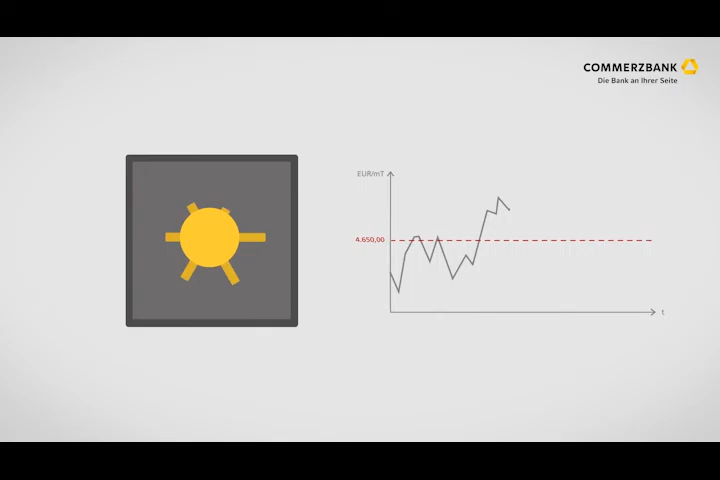 COMMERZBANK
Die Bank an Ihrer Seite
EUR/mT
4.650,00
t